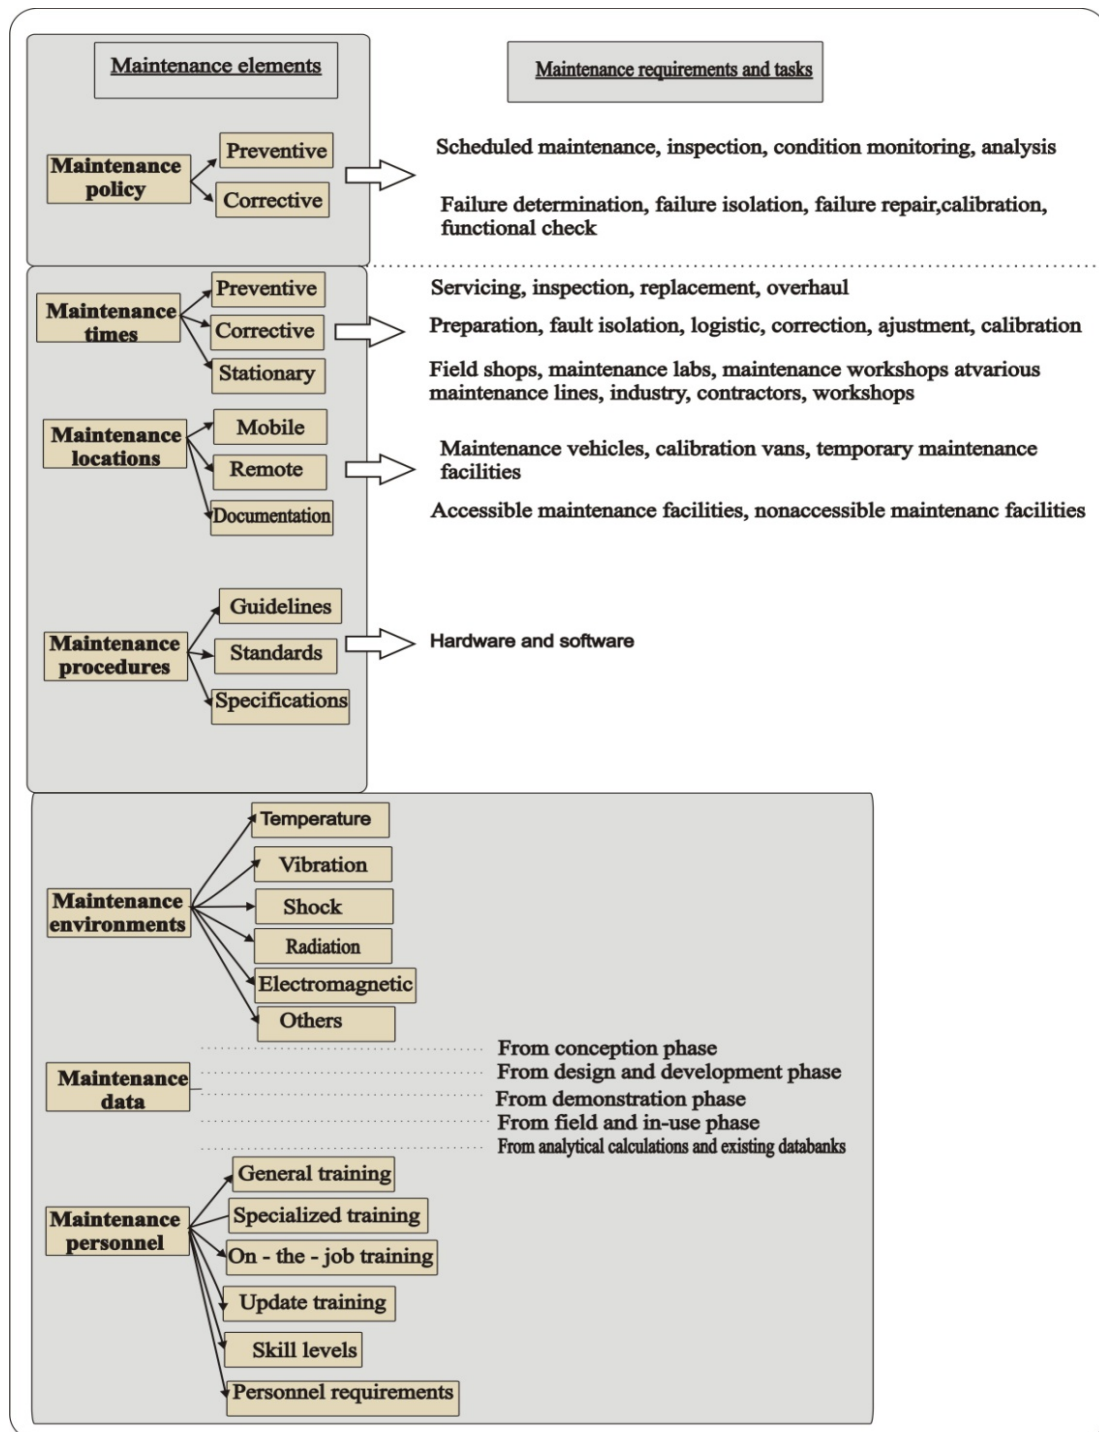 Maintenance elements
Maintenance requirements and tasks
Maintenance
policy
Preventive
Corrective
Scheduled maintenance, inspection, condition monitoring, analysis
Failure determination, failure isolation, failure repair,calibration,
functional check
Maintenance
times
Preventive
Corrective
Stationary
Servicing, inspection, replacement, overhaul
Preparation, fault isolation, logistic, correction, ajustment, calibration
Field shops, maintenance labs, maintenance workshops atvarious
maintenance lines, industry, contractors, workshops
Maintenance
locations
Mobile
Remote
Documentation
Maintenance vehicles, calibration vans, temporary maintenance
facilities
Accessible maintenance facilities, nonaccessible maintenanc facilities
Maintenance
procedures
Guidelines
Standards
Specifications
Hardware and software
Maintenance
environments
Temperature
Vibration
Shock
Radiation
Electromagnetic
Others
Maintenance
data
From conception phase
From design and development phase
From demonstration phase
From field and in-use phase
From analytical calculations and existing databanks
Maintenance
personnel
General training
Specialized training
On - the - job training
Update training
Skill levels
Personnel requirements